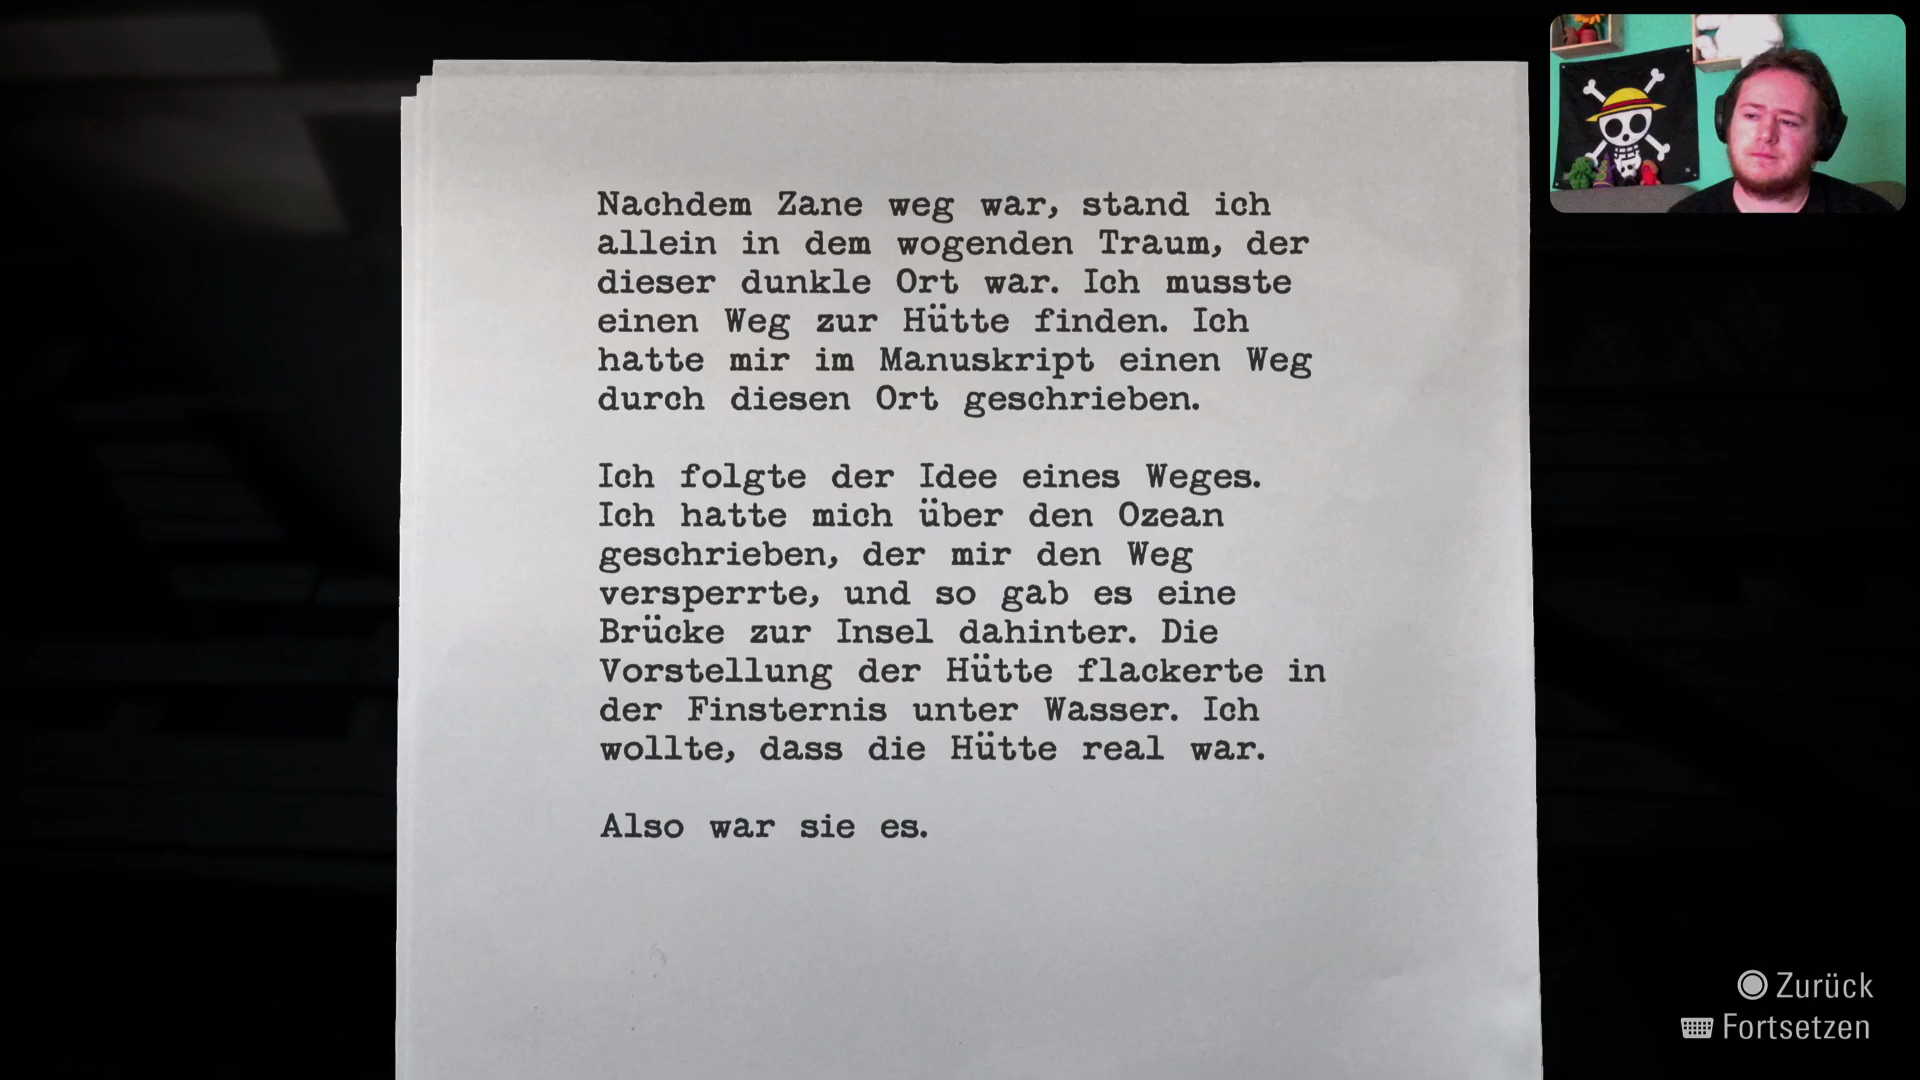 Nachdem Zane weg war, stand ich
allein in dem wogenden Traum, der
dieser dunkle Ort war. Ich musste
einen Weg zur Hütte finden. Ich
hatte mir im Manuskript einen Weg
durch diesen Ort geschrieben.
Ich folgte der Idee eines Weges.
Ich hatte mich über den Ozean
geschrieben, der mir den Weg
versperrte, und so gab es eine
Brücke zur Insel dahinter. Die
Vorstellung der Hütte flackerte in
der Finsternis unter Wasser. Ich
wollte, dass die Hütte real war.
Also war sie es.
Zurück
Fortsetzen